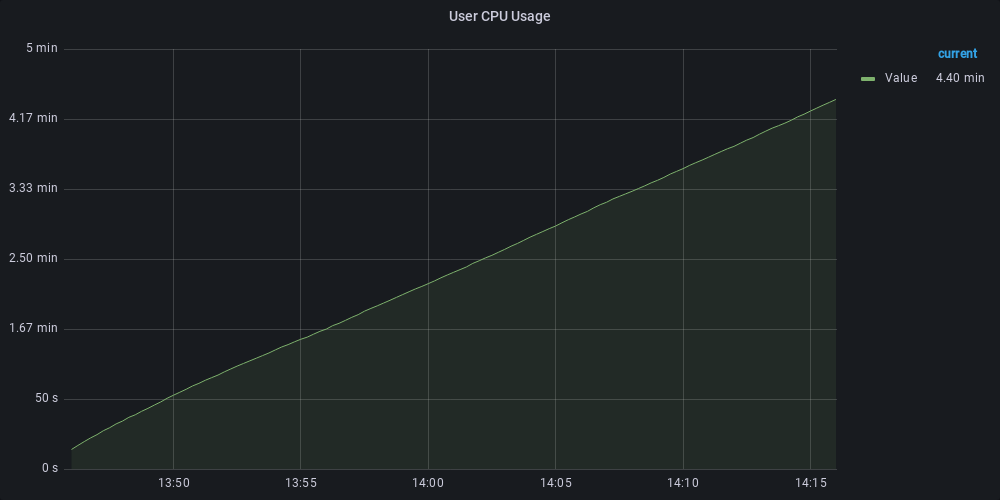 User CPU Usage
5 min
4.17 min
3.33 min
2.50 min
1.67 min
50 s
0 s
13:50 13:55 14:00 14:05 14:10 14:15
current
Value 4.40 min